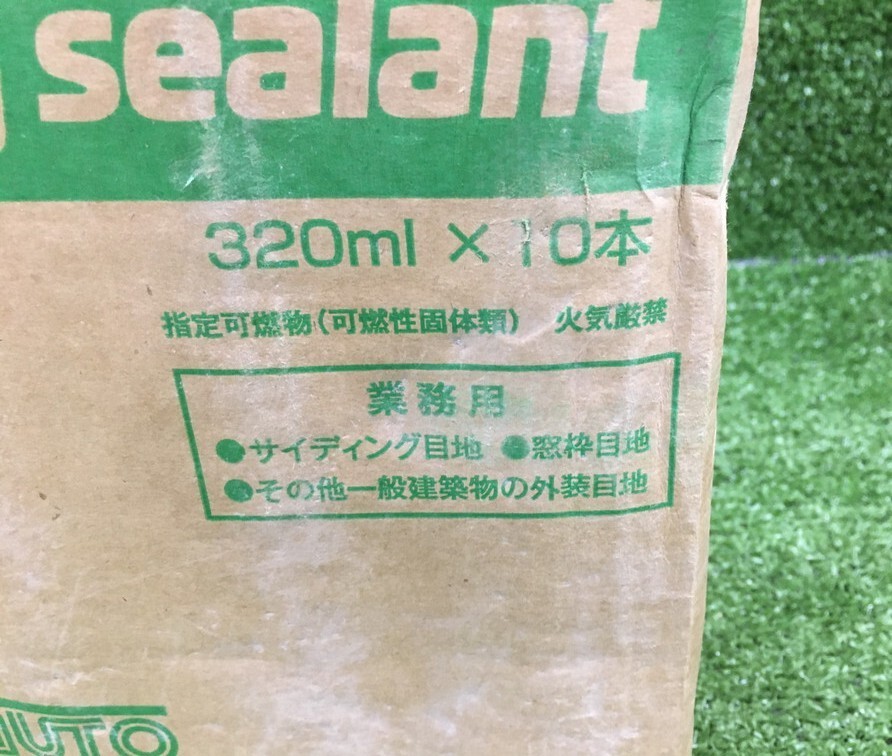 sealant
320ml × 10本
指定可燃物(可燃性固体類) 火気厳禁
業務用
●サイディング目地 ●窓枠目地
●その他一般建築物の外装目地
AUTO